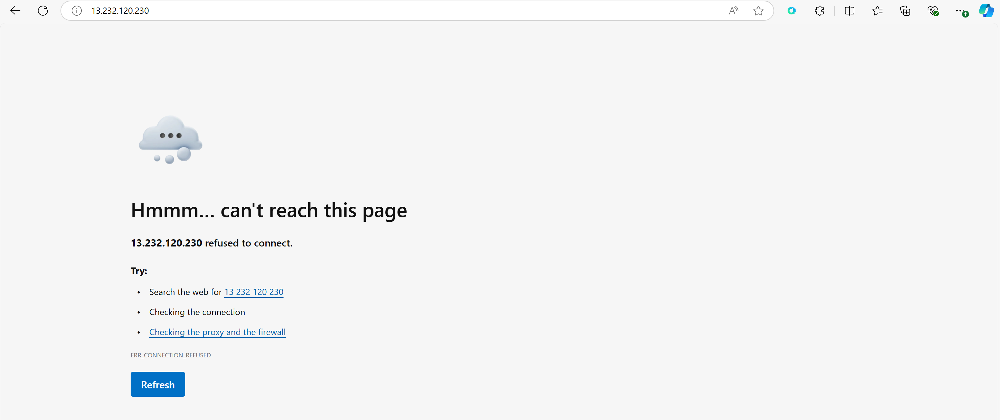 13.232.120.230
Hmmm... can't reach this page
13.232.120.230 refused to connect.
Try:
• Search the web for 13 232 120 230
• Checking the connection
• Checking the proxy and the firewall
ERR_CONNECTION_REFUSED
Refresh